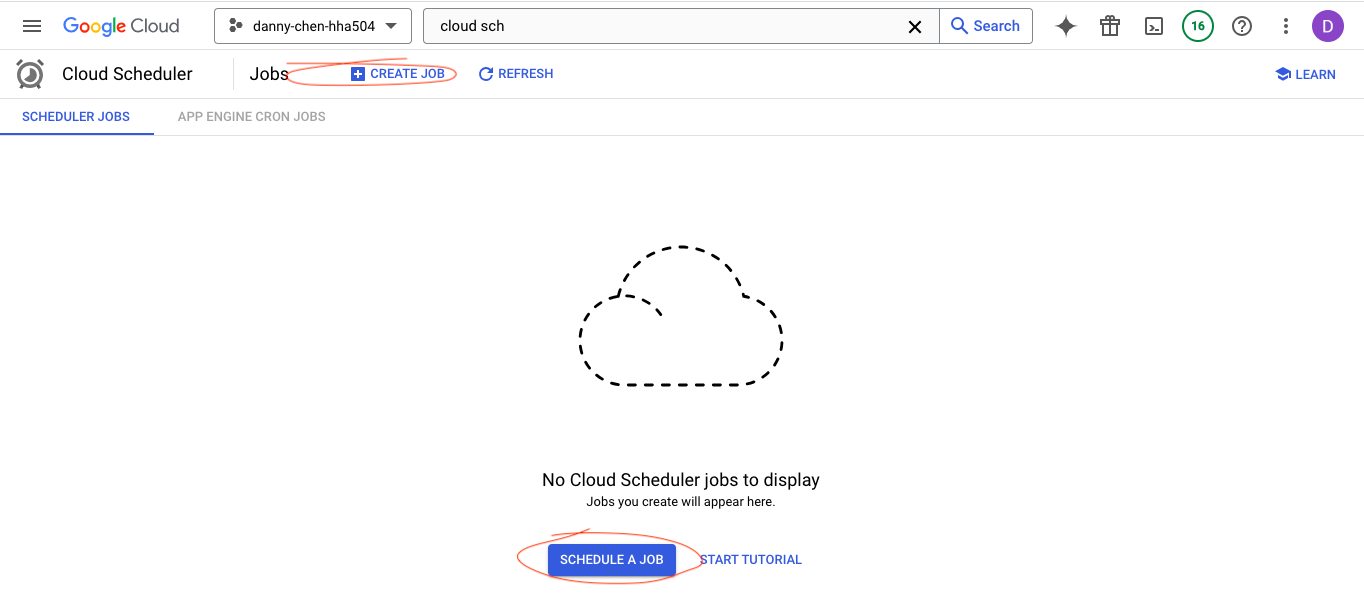 Google Cloud danny-chen-hha504 cloud sch Search 16 D
Cloud Scheduler Jobs CREATE JOB REFRESH LEARN
SCHEDULER JOBS APP ENGINE CRON JOBS
No Cloud Scheduler jobs to display
Jobs you create will appear here.
SCHEDULE A JOB START TUTORIAL